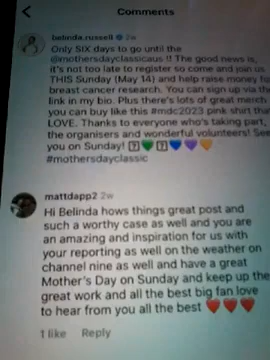 Comments
belinda.russell 2w
Only SIX days to go until the
@mothersdayclassicaus !! The good news is,
it's not too late to register so come and join us
THIS Sunday (May 14) and help raise money fo
breast cancer research. You can sign up via th
link in my bio. Plus there's lots of great merch
you can buy like this #mdc2023 pink shirt tha
LOVE. Thanks to everyone who's taking part,
the organisers and wonderful volunteers! See
you on Sunday! 💚💙💜🧡
#mothersdayclassic
mattdapp2 2w
Hi Belinda hows things great post and
such a worthy case as well and you are
an amazing and inspiration for us with
your reporting as well on the weather on
channel nine as well and have a great
Mother's Day on Sunday and keep up the
great work and all the best big fan love
to hear from you all the best ❤️❤️❤️
1 like Reply